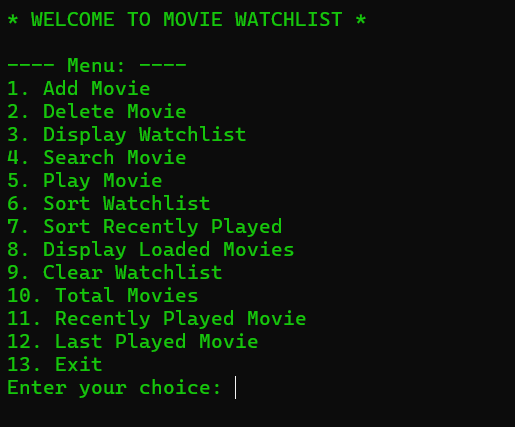 * WELCOME TO MOVIE WATCHLIST *
---- Menu: ----
1. Add Movie
2. Delete Movie
3. Display Watchlist
4. Search Movie
5. Play Movie
6. Sort Watchlist
7. Sort Recently Played
8. Display Loaded Movies
9. Clear Watchlist
10. Total Movies
11. Recently Played Movie
12. Last Played Movie
13. Exit
Enter your choice: